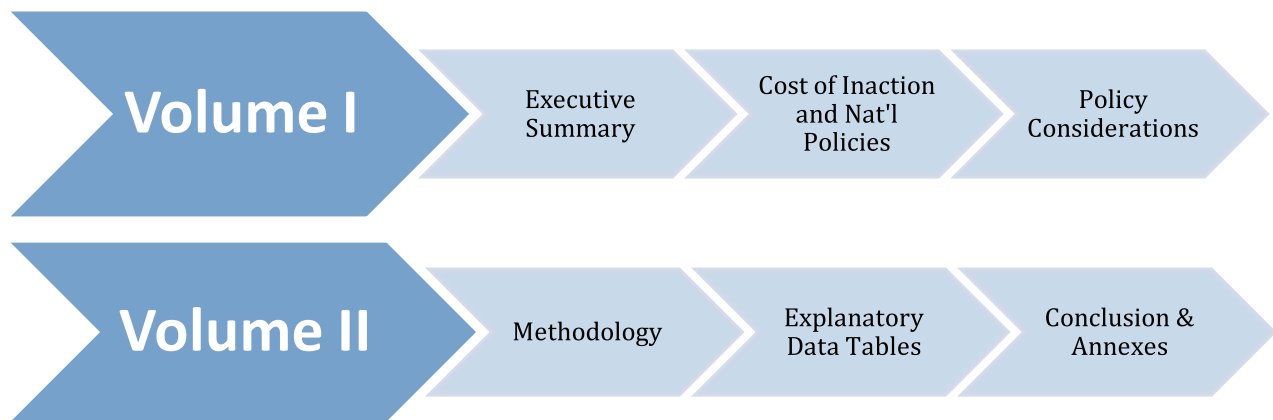 Volume I
Executive
Summary
Cost of Inaction
and Nat'l
Policies
Policy
Considerations
Volume II
Methodology
Explanatory
Data Tables
Conclusion &
Annexes